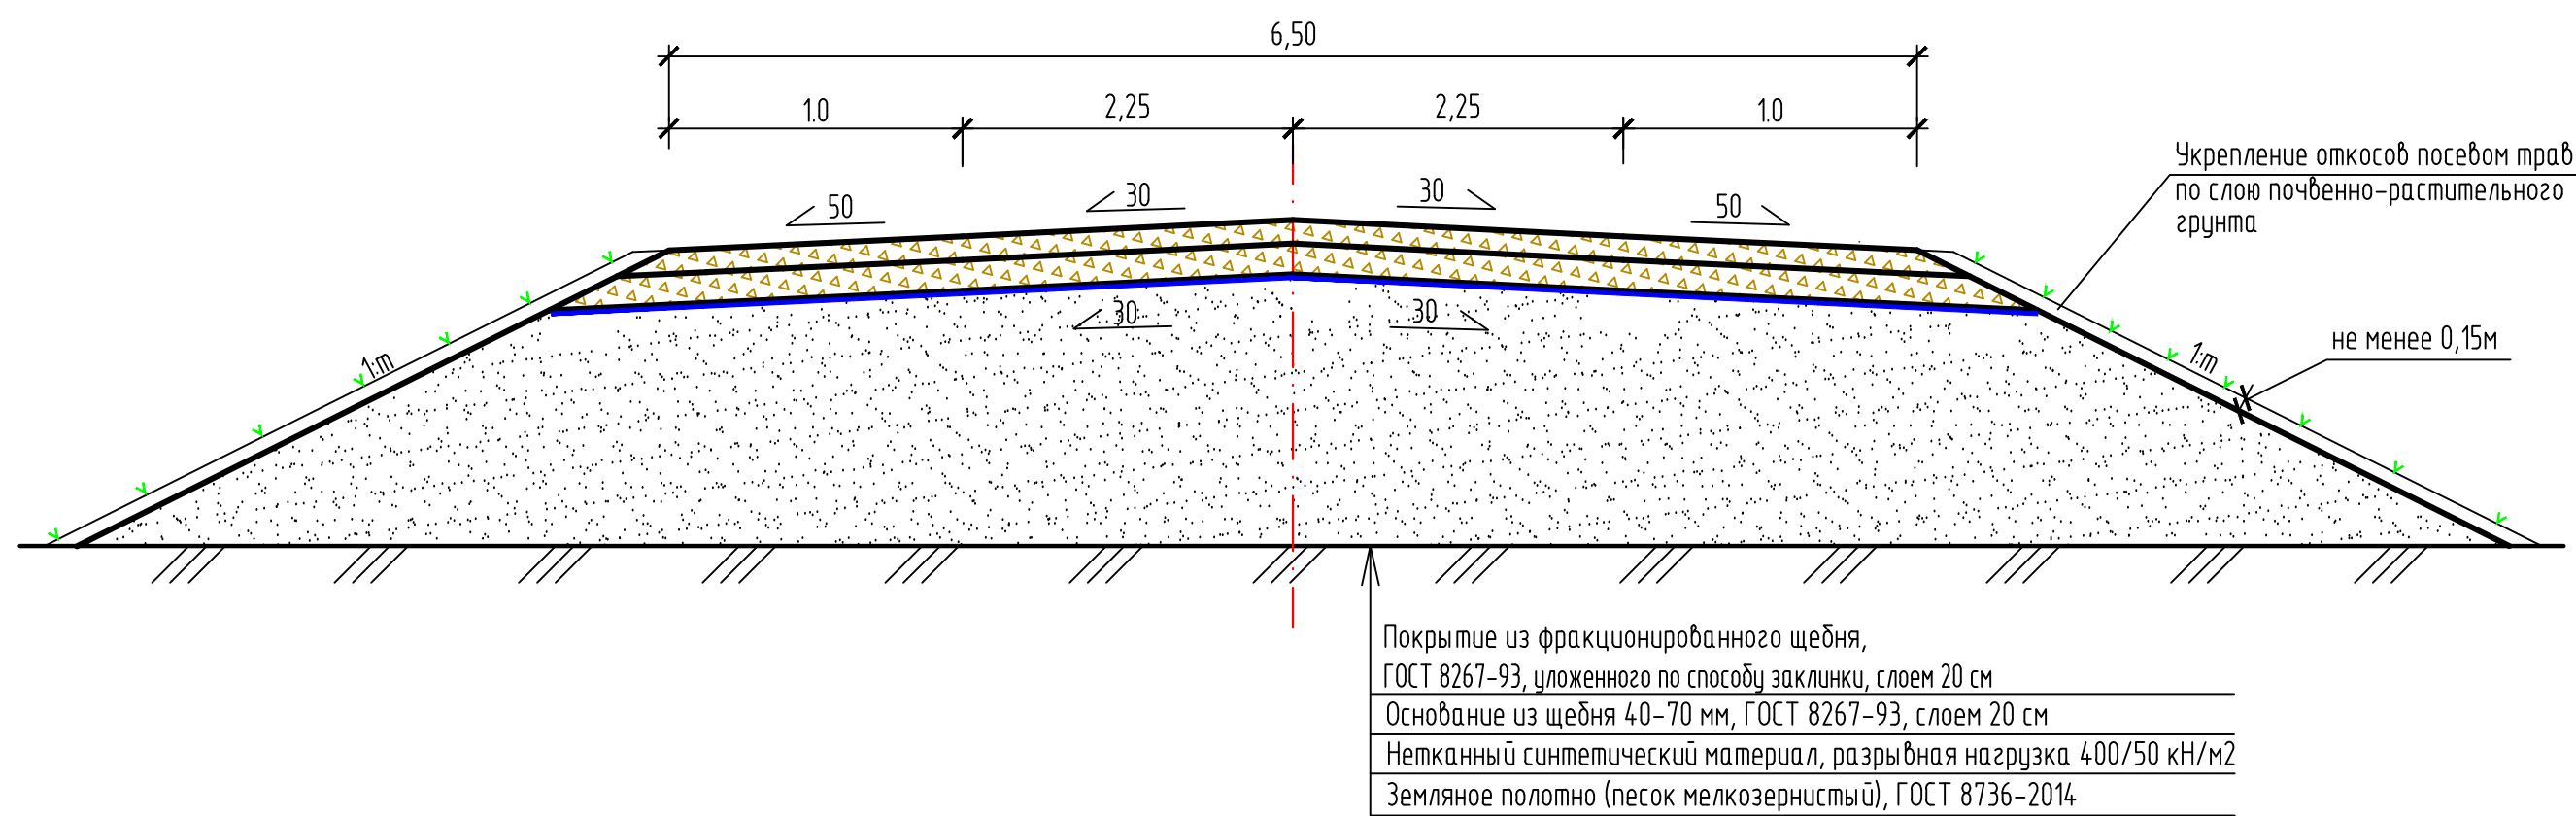 6,50
1.0
2,25
2,25
1.0
Укрепление откосов посевом трав
по слою почвенно-растительного
грунта
50
30
30
50
30
30
1:m
1:m
не менее 0,15м
Покрытие из фракционированного щебня,
ГОСТ 8267-93, уложенного по способу заклинки, слоем 20 см
Основание из щебня 40-70 мм, ГОСТ 8267-93, слоем 20 см
Нетканный синтетический материал, разрывная нагрузка 400/50 кН/м2
Земляное полотно (песок мелкозернистый), ГОСТ 8736-2014